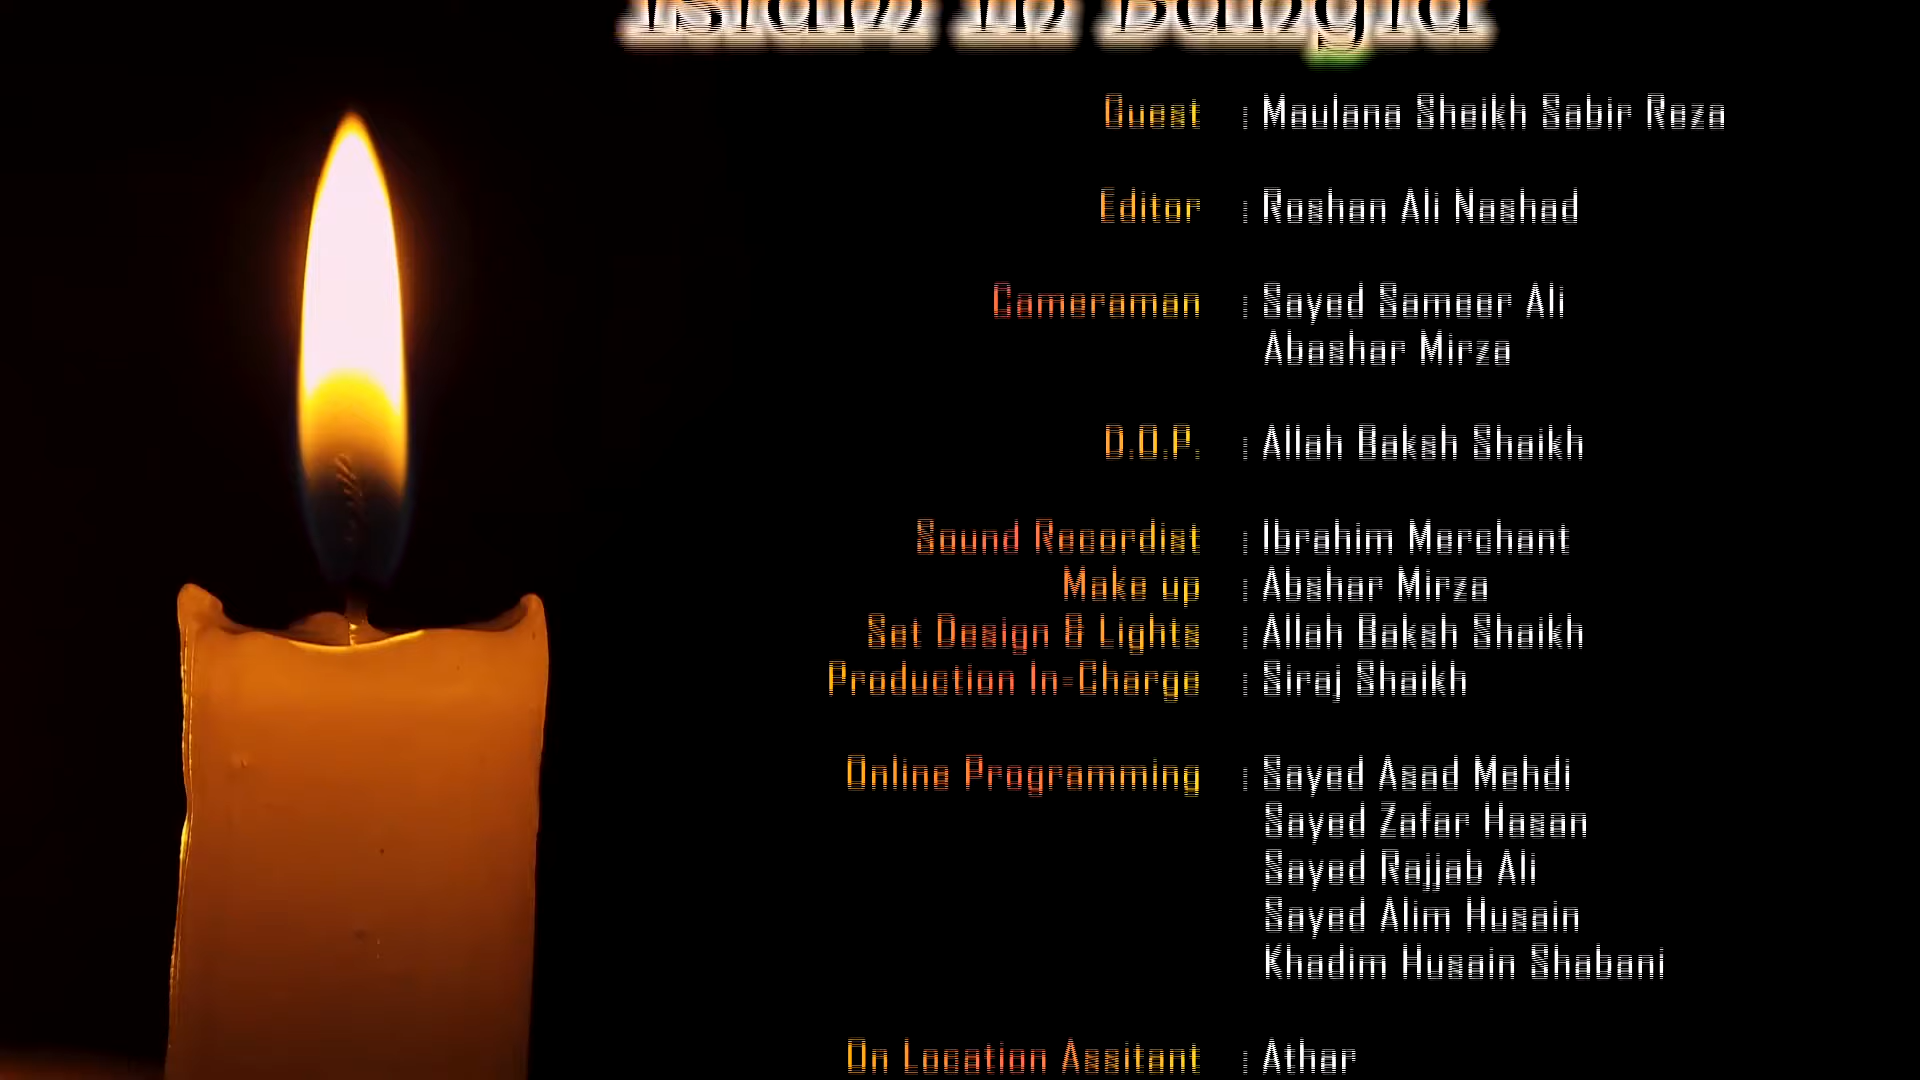 Islam in Bangla
Guest : Maulana Sheikh Sabir Reza
Editor : Roshan Ali Nashad
Cameraman : Sayed Sameer Ali
Abashar Mirza
D.O.P. : Allah Baksh Shaikh
Sound Recordist : Ibrahim Merchant
Make up : Abshar Mirza
Set Design & Lights : Allah Baksh Shaikh
Production In-Charge : Siraj Shaikh
Online Programming : Sayed Asad Mehdi
Sayed Zafar Hasan
Sayed Rajjab Ali
Sayed Alim Husain
Khadim Husain Shabani
On Location Assitant : Athar